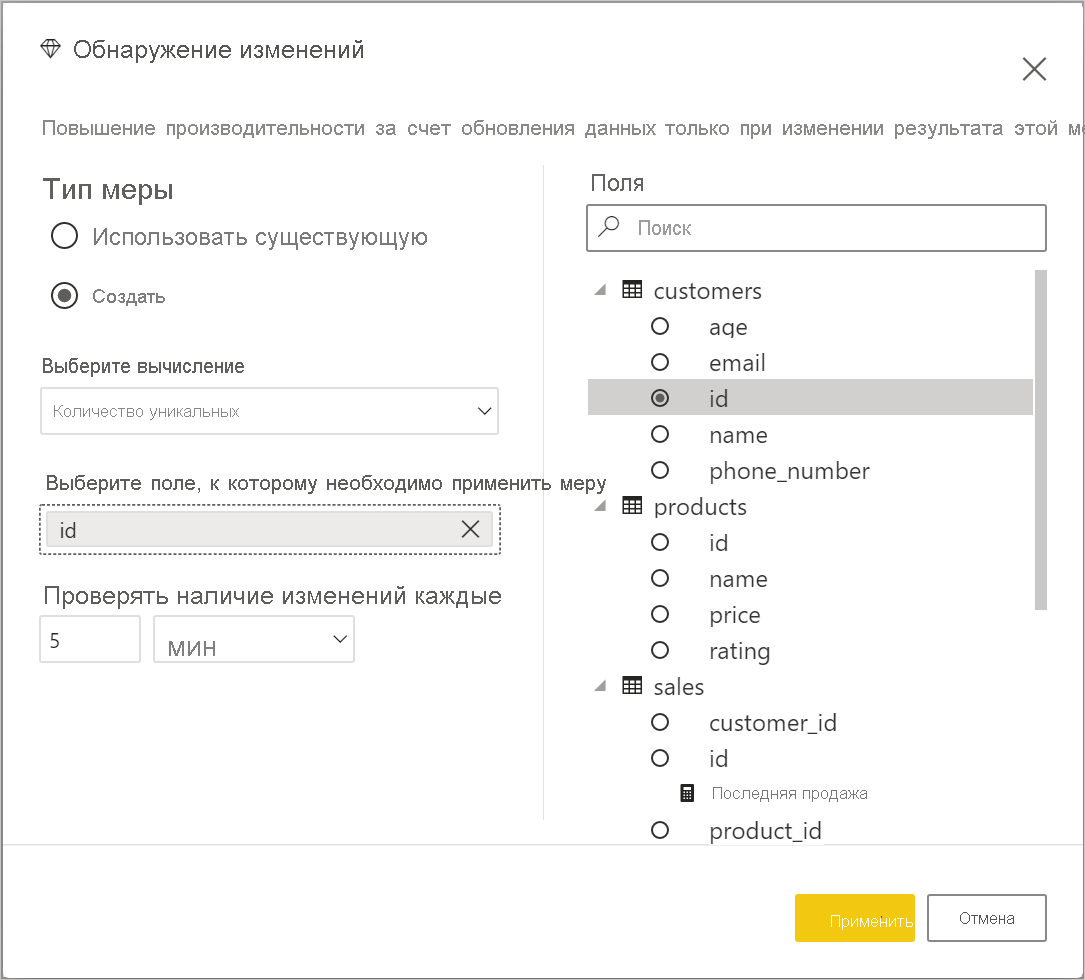 Обнаружение изменений
Повышение производительности за счет обновления данных только при изменении результата этой
Тип меры
Использовать существующую
Создать
Выберите вычисление
Количество уникальных
Выберите поле, к которому необходимо применить меру
id
Проверять наличие изменений каждые
5 МИН
Поля
Поиск
customers
age
email
id
name
phone_number
products
id
name
price
rating
sales
customer_id
id
Последняя продажа
product_id
Применить
Отмена